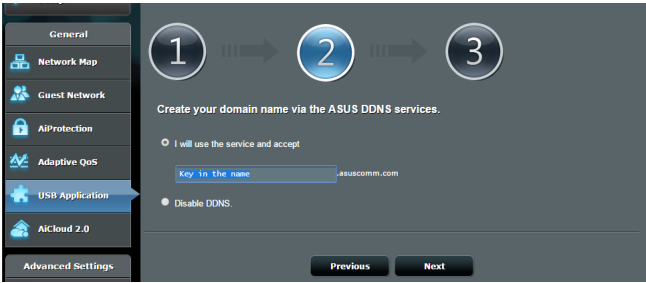 General
Network Map
Guest Network
AiProtection
Adaptive QoS
USB Application
AiCloud 2.0
Advanced Settings
1
2
3
Create your domain name via the ASUS DDNS services.
I will use the service and accept
Key in the name .asuscomm.com
Disable DDNS.
Previous Next